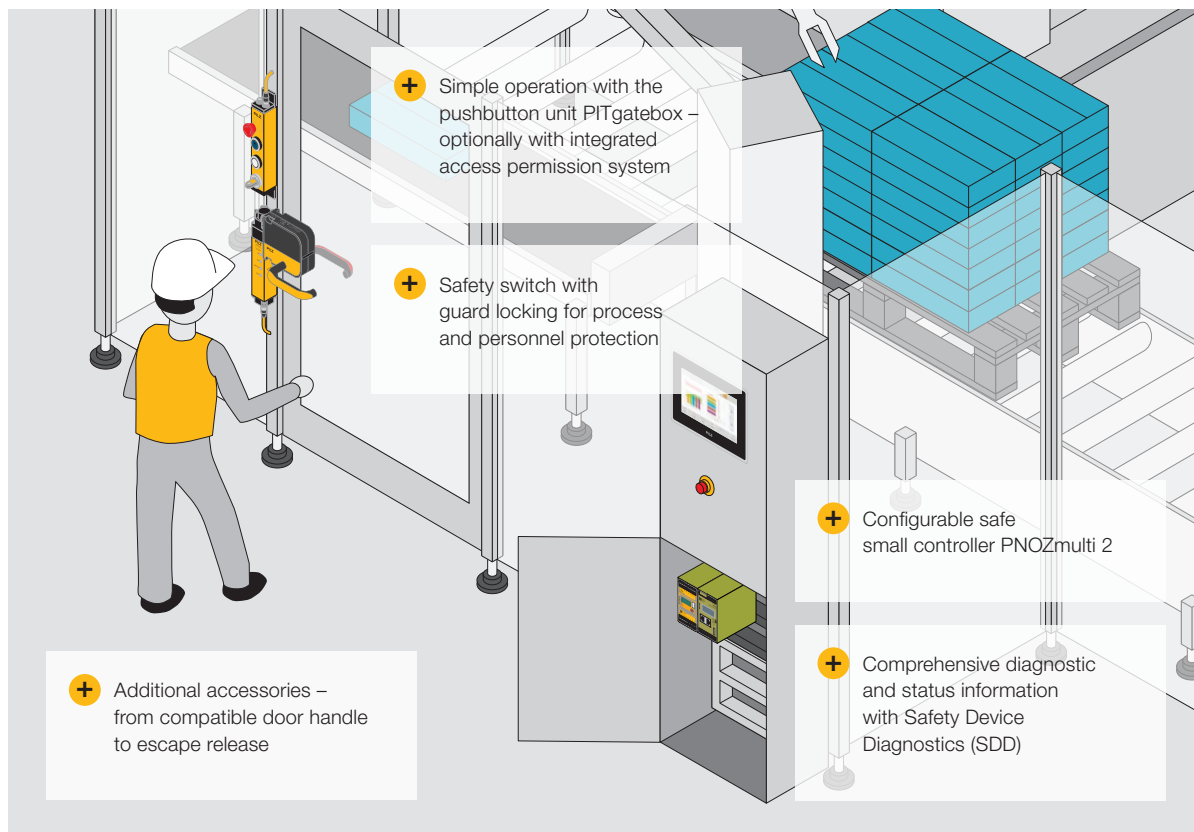 Simple operation with the
pushbutton unit PITgatebox –
optionally with integrated
access permission system
Safety switch with
guard locking for process
and personnel protection
Configurable safe
small controller PNOZmulti 2
Comprehensive diagnostic
and status information
with Safety Device
Diagnostics (SDD)
Additional accessories –
from compatible door handle
to escape release